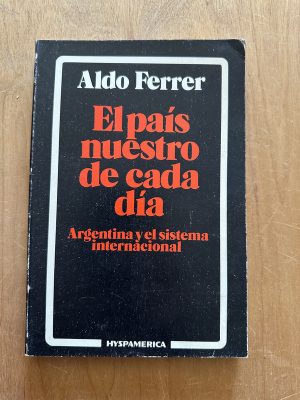 Aldo Ferrer
El país
nuestro
de cada
día
Argentina y el sistema
internacional
HYSPAMERICA